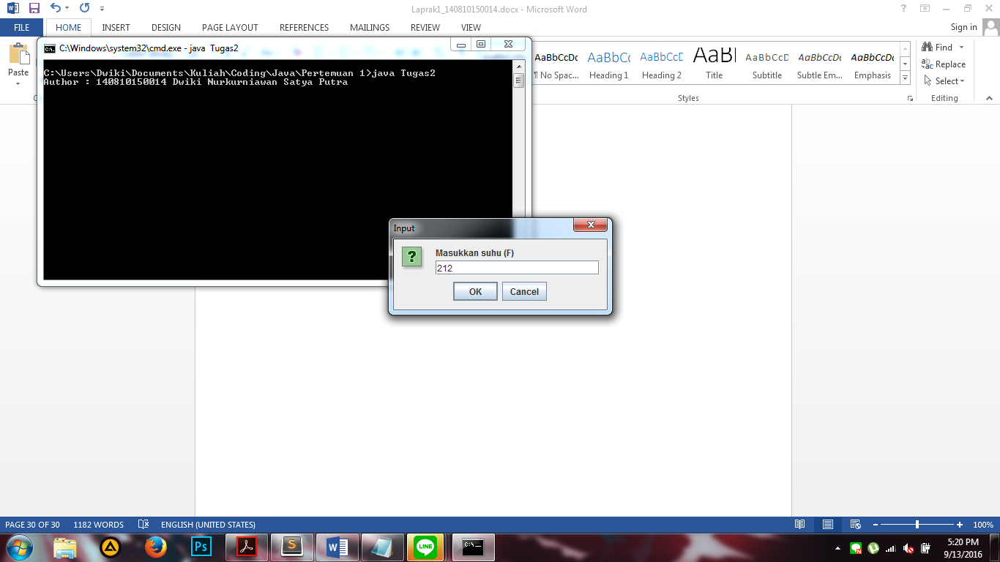 Laprak1_140810150014.docx - Microsoft Word
FILE HOME INSERT DESIGN PAGE LAYOUT REFERENCES MAILINGS REVIEW VIEW Sign in
C:\Windows\system32\cmd.exe - java Tugas2
Paste
AaBbCcDc AaBbCc AaBbCcD AaBl AaBbCcD AaBbCcDc AaBbCcDc
¶ No Spac... Heading 1 Heading 2 Title Subtitle Subtle Em... Emphasis
Styles
Find
Replace
Select
Editing
C:\Users\Dwiki\Documents\Kuliah\Coding\Java\Pertemuan 1>java Tugas2
Author : 140810150014 Dwiki Nurkurniawan Satya Putra
Input
Masukkan suhu (F)
212
OK Cancel
PAGE 30 OF 30 1182 WORDS ENGLISH (UNITED STATES) 100%
Ps
LINE
5:20 PM
9/13/2016